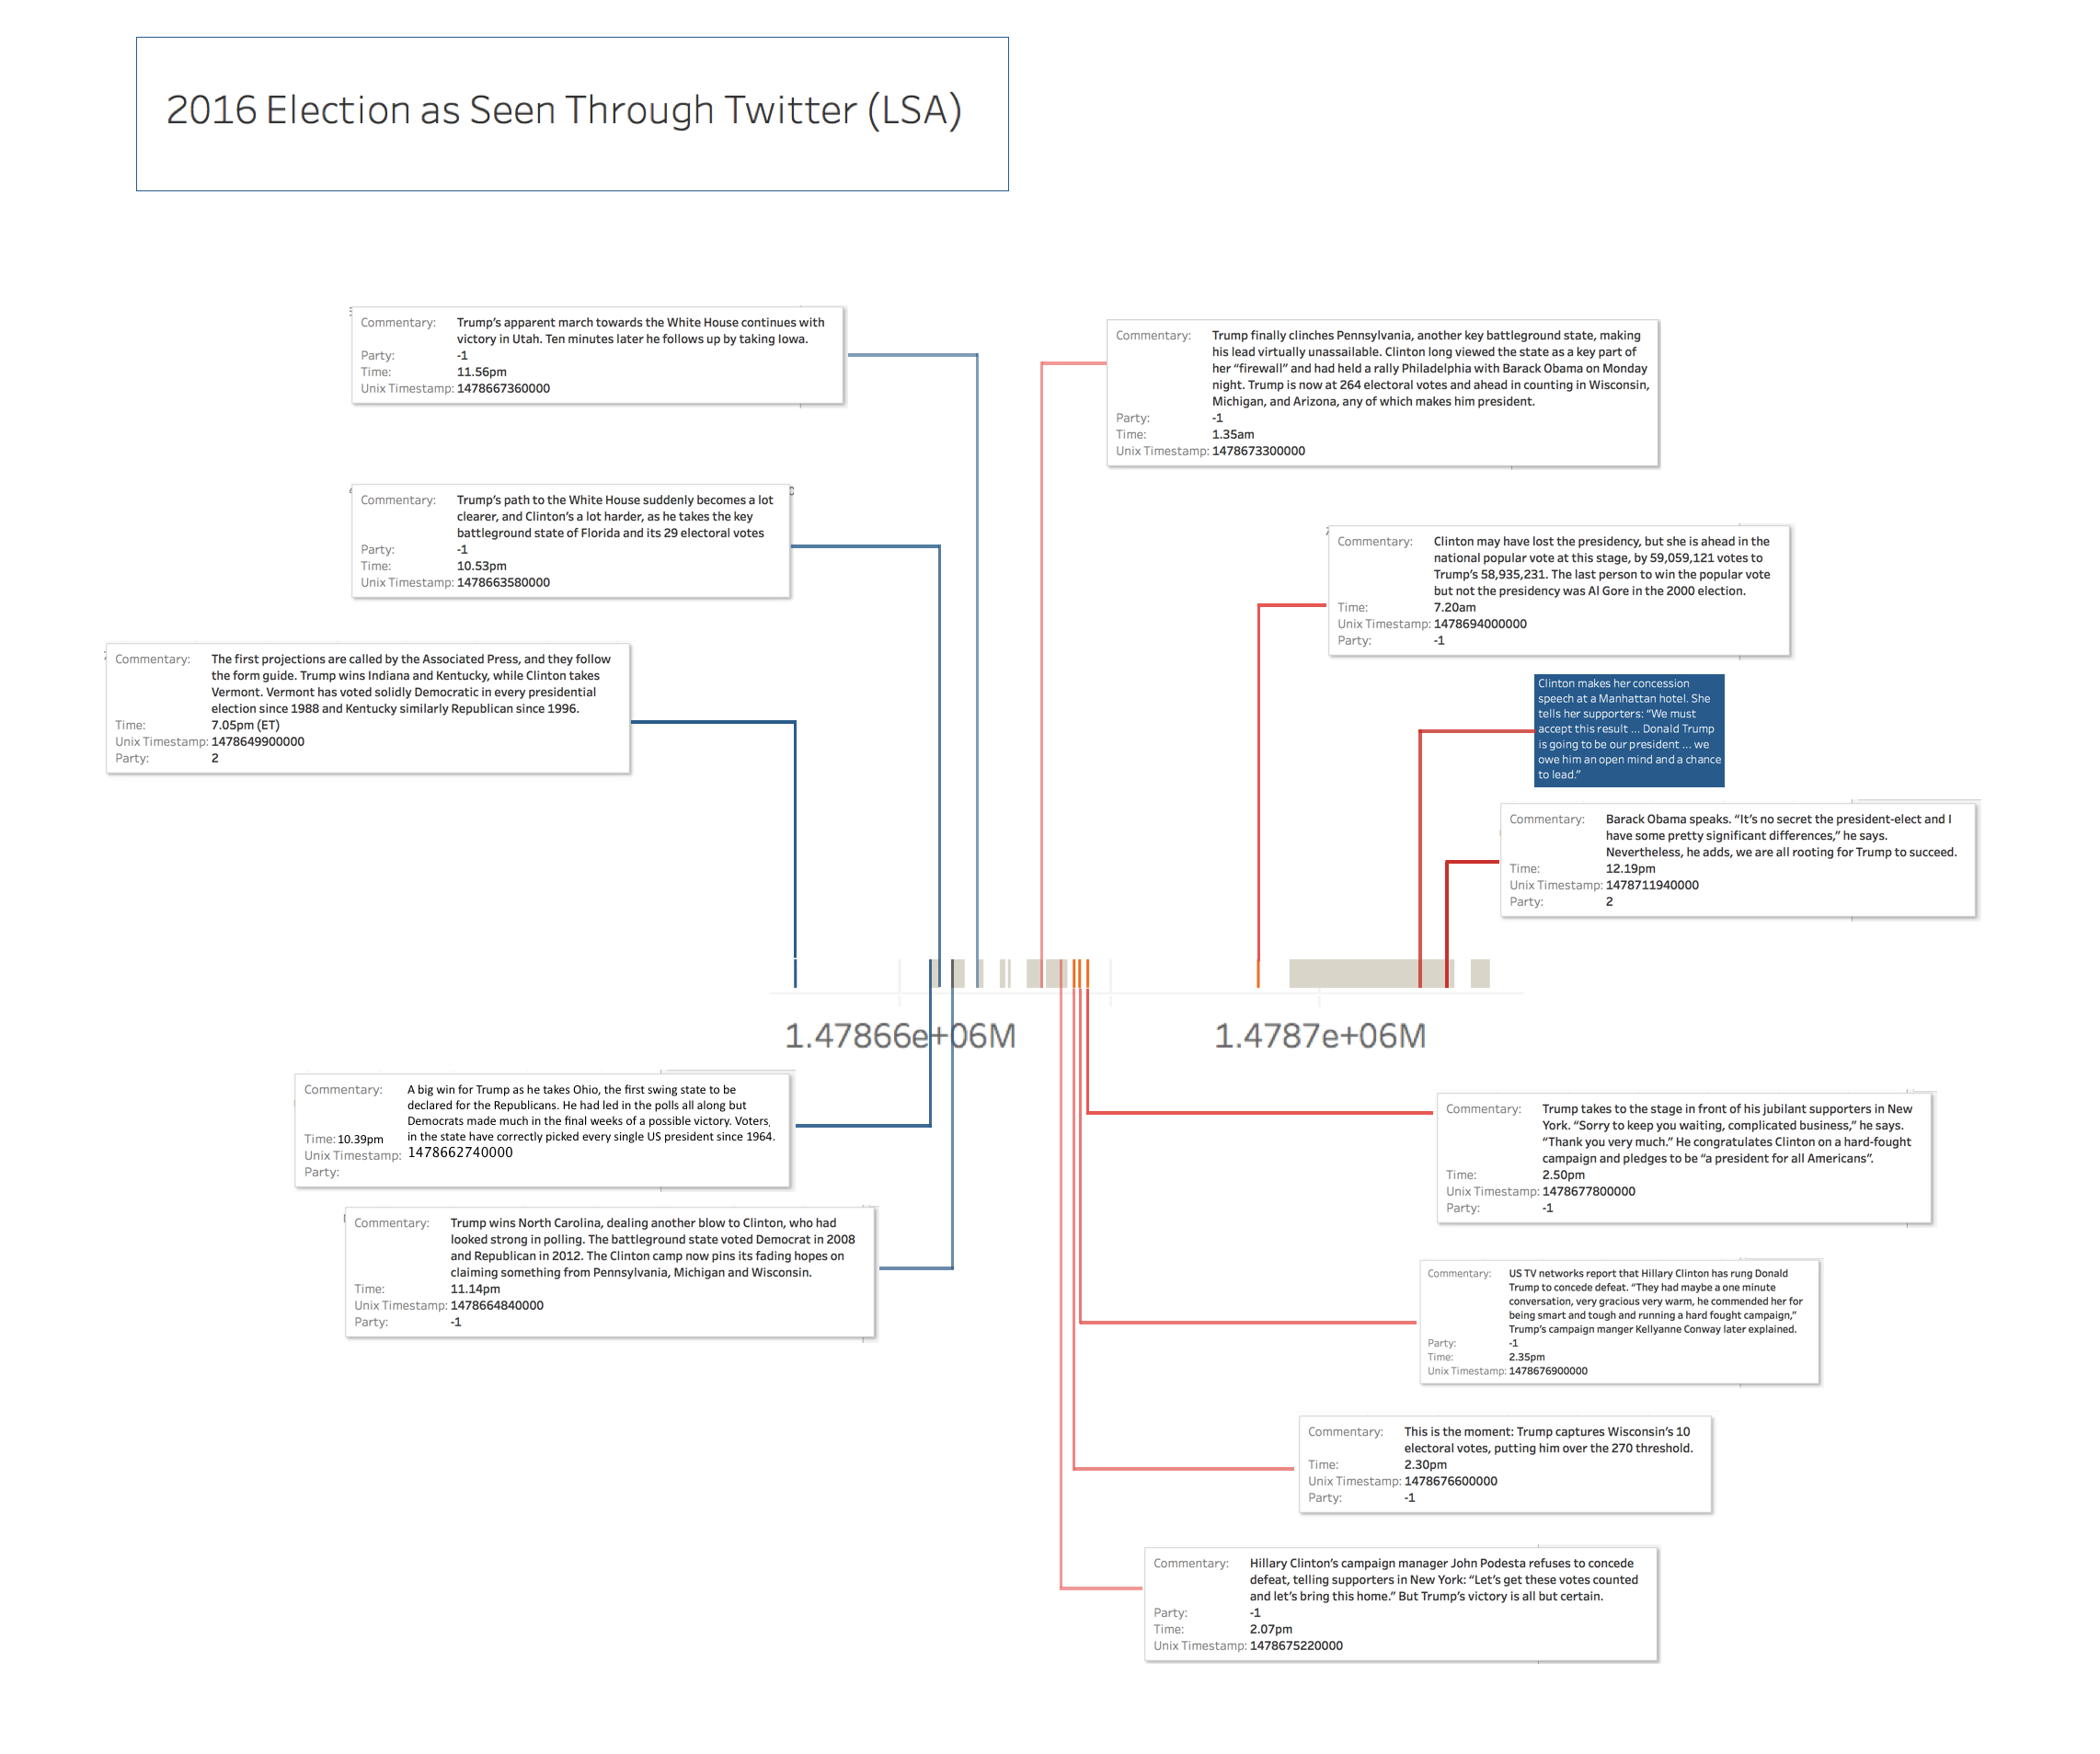 2016 Election as Seen Through Twitter (LSA)
Commentary: Trump’s apparent march towards the White House continues with
victory in Utah. Ten minutes later he follows up by taking Iowa.
Party: -1
Time: 11.56pm
Unix Timestamp: 1478667360000
Commentary: Trump’s path to the White House suddenly becomes a lot
clearer, and Clinton’s a lot harder, as he takes the key
battleground state of Florida and its 29 electoral votes
Party: -1
Time: 10.53pm
Unix Timestamp: 1478663580000
Commentary: The first projections are called by the Associated Press, and they follow
the form guide. Trump wins Indiana and Kentucky, while Clinton takes
Vermont. Vermont has voted solidly Democratic in every presidential
election since 1988 and Kentucky similarly Republican since 1996.
Time: 7.05pm (ET)
Unix Timestamp: 1478649900000
Party: 2
Commentary: Trump finally clinches Pennsylvania, another key battleground state, making
his lead virtually unassailable. Clinton long viewed the state as a key part of
her “firewall” and had held a rally Philadelphia with Barack Obama on Monday
night. Trump is now at 264 electoral votes and ahead in counting in Wisconsin,
Michigan, and Arizona, any of which makes him president.
Party: -1
Time: 1.35am
Unix Timestamp: 1478673300000
Commentary: Clinton may have lost the presidency, but she is ahead in the
national popular vote at this stage, by 59,059,121 votes to
Trump’s 58,935,231. The last person to win the popular vote
but not the presidency was Al Gore in the 2000 election.
Time: 7.20am
Unix Timestamp: 1478694000000
Party: -1
Clinton makes her concession
speech at a Manhattan hotel. She
tells her supporters: “We must
accept this result ... Donald Trump
is going to be our president ... we
owe him an open mind and a chance
to lead.”
Commentary: Barack Obama speaks. “It’s no secret the president-elect and I
have some pretty significant differences,” he says.
Nevertheless, he adds, we are all rooting for Trump to succeed.
Time: 12.19pm
Unix Timestamp: 1478711940000
Party: 2
1.47866e+06M
1.4787e+06M
Commentary: A big win for Trump as he takes Ohio, the first swing state to be
declared for the Republicans. He had led in the polls all along but
Democrats made much in the final weeks of a possible victory. Voters,
in the state have correctly picked every single US president since 1964.
Time: 10.39pm
Unix Timestamp: 1478662740000
Party:
Commentary: Trump wins North Carolina, dealing another blow to Clinton, who had
looked strong in polling. The battleground state voted Democrat in 2008
and Republican in 2012. The Clinton camp now pins its fading hopes on
claiming something from Pennsylvania, Michigan and Wisconsin.
Time: 11.14pm
Unix Timestamp: 1478664840000
Party: -1
Commentary: Trump takes to the stage in front of his jubilant supporters in New
York. “Sorry to keep you waiting, complicated business,” he says.
“Thank you very much.” He congratulates Clinton on a hard-fought
campaign and pledges to be “a president for all Americans”.
Time: 2.50pm
Unix Timestamp: 1478677800000
Party: -1
Commentary: US TV networks report that Hillary Clinton has rung Donald
Trump to concede defeat. “They had maybe a one minute
conversation, very gracious very warm, he commended her for
being smart and tough and running a hard fought campaign,”
Trump’s campaign manger Kellyanne Conway later explained.
Party: -1
Time: 2.35pm
Unix Timestamp: 1478676900000
Commentary: This is the moment: Trump captures Wisconsin’s 10
electoral votes, putting him over the 270 threshold.
Time: 2.30pm
Unix Timestamp: 1478676600000
Party: -1
Commentary: Hillary Clinton’s campaign manager John Podesta refuses to concede
defeat, telling supporters in New York: “Let’s get these votes counted
and let’s bring this home.” But Trump’s victory is all but certain.
Party: -1
Time: 2.07pm
Unix Timestamp: 1478675220000